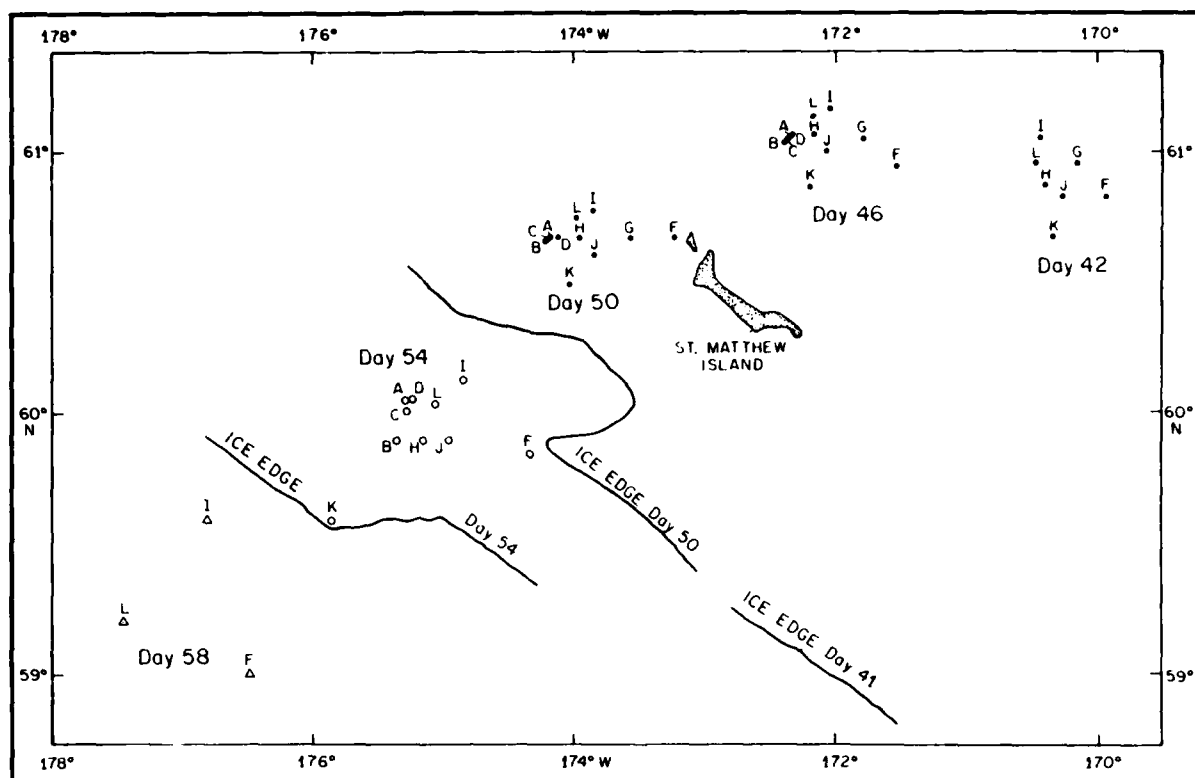 178° 176° 174° W 172° 170°
61° 61°
60° N 60° N
59° 59°
178° 176° 174° W 172° 170°
I
L H G
J F
K
Day 42
L I
A H G
B D J F
C
K
Day 46
L I
C A H G F
B D J
K
Day 50
ST. MATTHEW
ISLAND
Day 54
I
A D L
C
B H J F
K
ICE EDGE
Day 54
ICE EDGE Day 50
ICE EDGE Day 41
I
L
F
Day 58